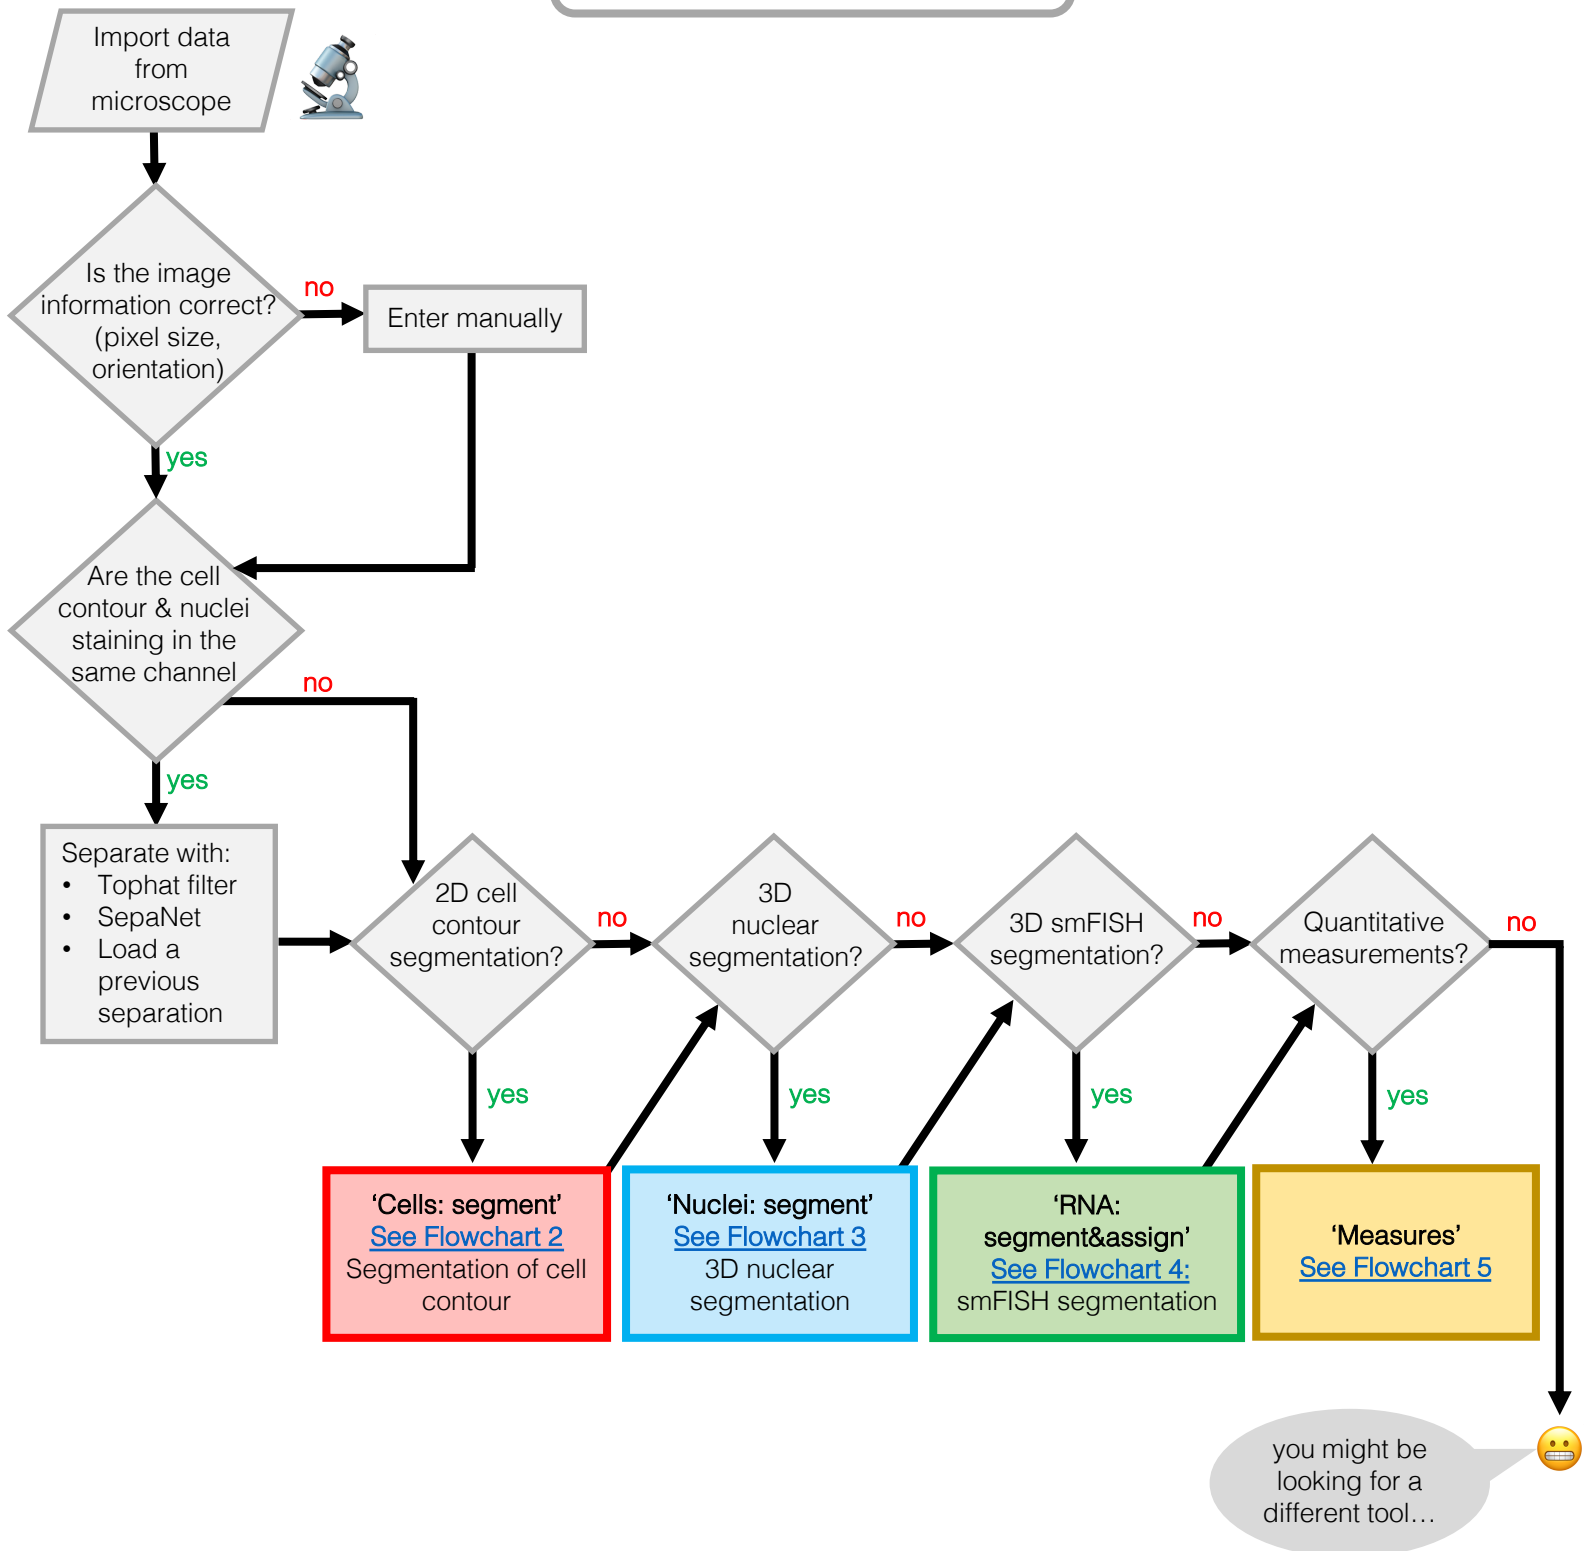 Import data
from
microscope
Is the image
information correct?
(pixel size,
orientation)
no
Enter manually
yes
Are the cell
contour & nuclei
staining in the
same channel
no
yes
Separate with:
• Tophat filter
• SepaNet
• Load a
previous
separation
2D cell
contour
segmentation?
no
3D
nuclear
segmentation?
no
3D smFISH
segmentation?
no
Quantitative
measurements?
no
yes
yes
yes
yes
‘Cells: segment’
See Flowchart 2
Segmentation of cell
contour
‘Nuclei: segment’
See Flowchart 3
3D nuclear
segmentation
‘RNA:
segment&assign’
See Flowchart 4:
smFISH segmentation
‘Measures’
See Flowchart 5
you might be
looking for a
different tool…